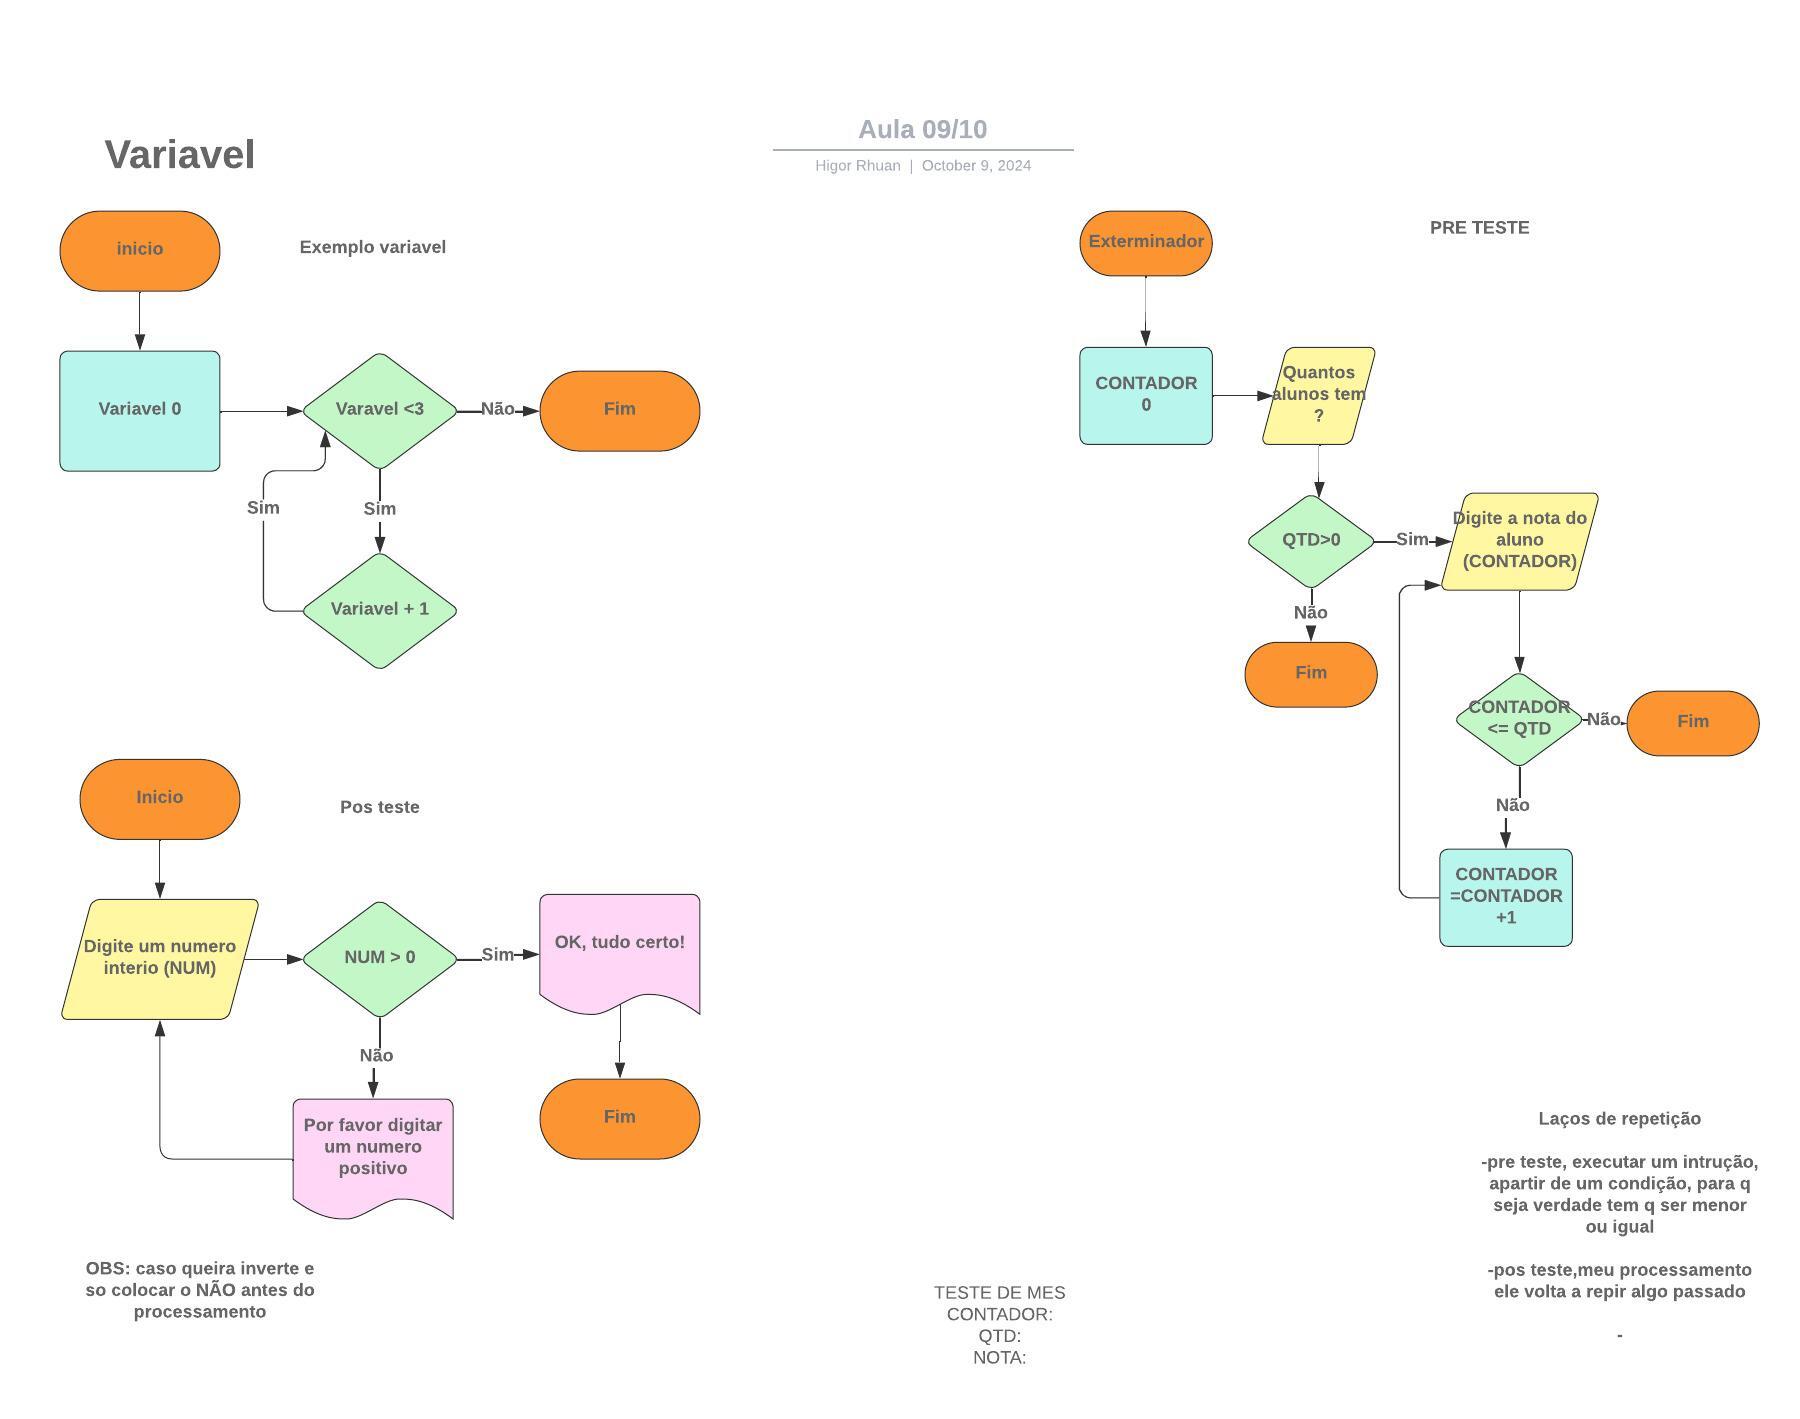 Aula 09/10
Higor Rhuan | October 9, 2024
Variavel
inicio
Exemplo variavel
Variavel 0
Varavel <3
Não
Fim
Sim
Sim
Variavel + 1
Inicio
Pos teste
Digite um numero
interio (NUM)
NUM > 0
Sim
OK, tudo certo!
Não
Por favor digitar
um numero
positivo
Fim
OBS: caso queira inverte e
so colocar o NÃO antes do
processamento
Exterminador
PRE TESTE
CONTADOR
0
Quantos
alunos tem
?
QTD>0
Sim
Digite a nota do
aluno
(CONTADOR)
Não
Fim
CONTADOR
<= QTD
Não
Fim
Não
CONTADOR
=CONTADOR
+1
TESTE DE MES
CONTADOR:
QTD:
NOTA:
Laços de repetição
-pre teste, executar um intrução,
apartir de um condição, para q
seja verdade tem q ser menor
ou igual
-pos teste,meu processamento
ele volta a repir algo passado
-